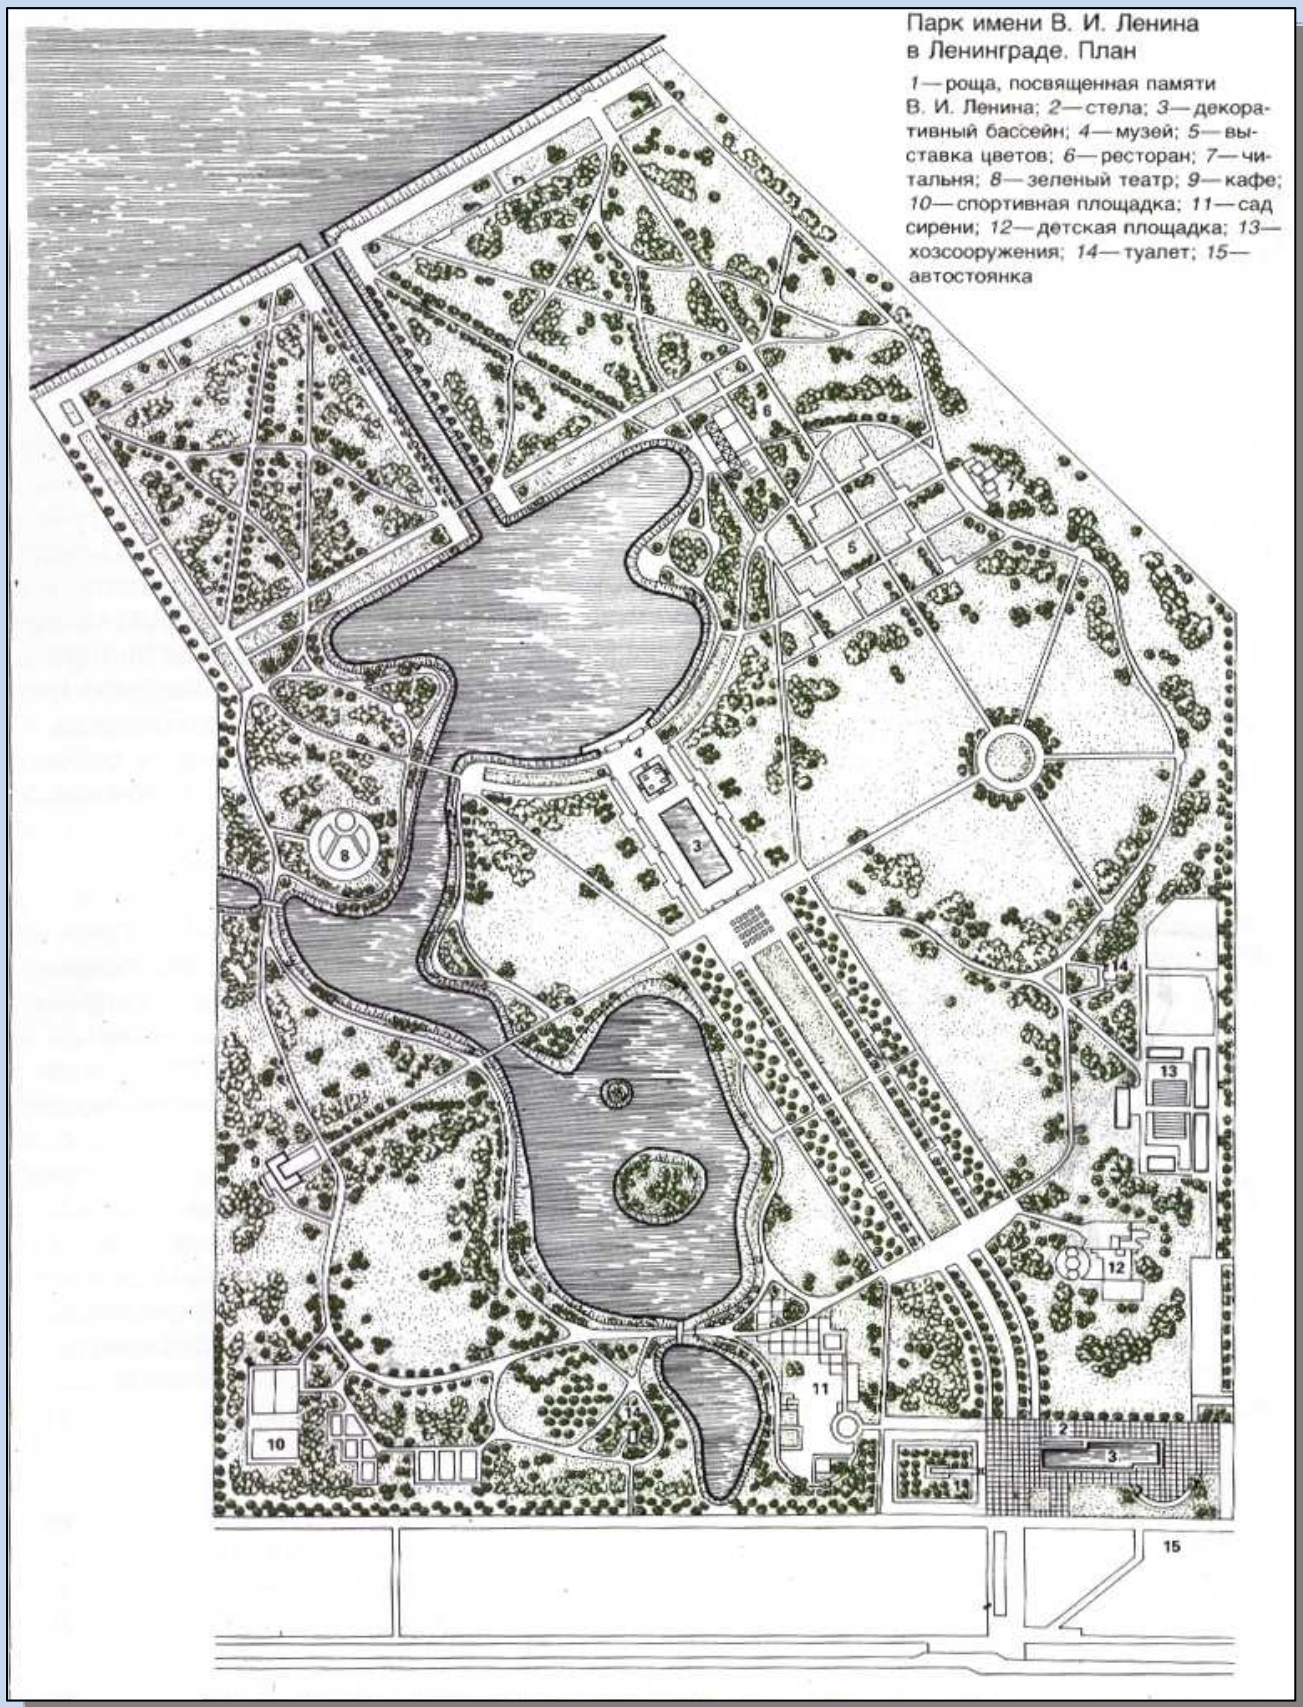 Парк имени В. И. Ленина
в Ленинграде. План
1—роща, посвященная памяти
В. И. Ленина; 2—стела; 3—декора-
тивный бассейн; 4—музей; 5—вы-
ставка цветов; 6—ресторан; 7—чи-
тальня; 8—зеленый театр; 9—кафе;
10—спортивная площадка; 11—сад
сирени; 12—детская площадка; 13—
хозсооружения; 14—туалет; 15—
автостоянка
6
5
4
3
8
14
13
9
12
11
10
2
3
15